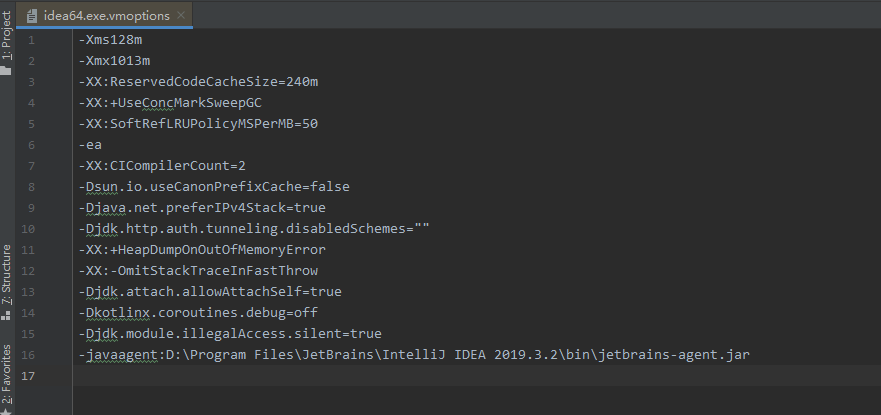 idea64.exe.vmoptions
1: Project
7: Structure
2: Favorites
1 -Xms128m
2 -Xmx1013m
3 -XX:ReservedCodeCacheSize=240m
4 -XX:+UseConcMarkSweepGC
5 -XX:SoftRefLRUPolicyMSPerMB=50
6 -ea
7 -XX:CICompilerCount=2
8 -Dsun.io.useCanonPrefixCache=false
9 -Djava.net.preferIPv4Stack=true
10 -Djdk.http.auth.tunneling.disabledSchemes=""
11 -XX:+HeapDumpOnOutOfMemoryError
12 -XX:-OmitStackTraceInFastThrow
13 -Djdk.attach.allowAttachSelf=true
14 -Dkotlinx.coroutines.debug=off
15 -Djdk.module.illegalAccess.silent=true
16 -javaagent:D:\Program Files\JetBrains\IntelliJ IDEA 2019.3.2\bin\jetbrains-agent.jar
17